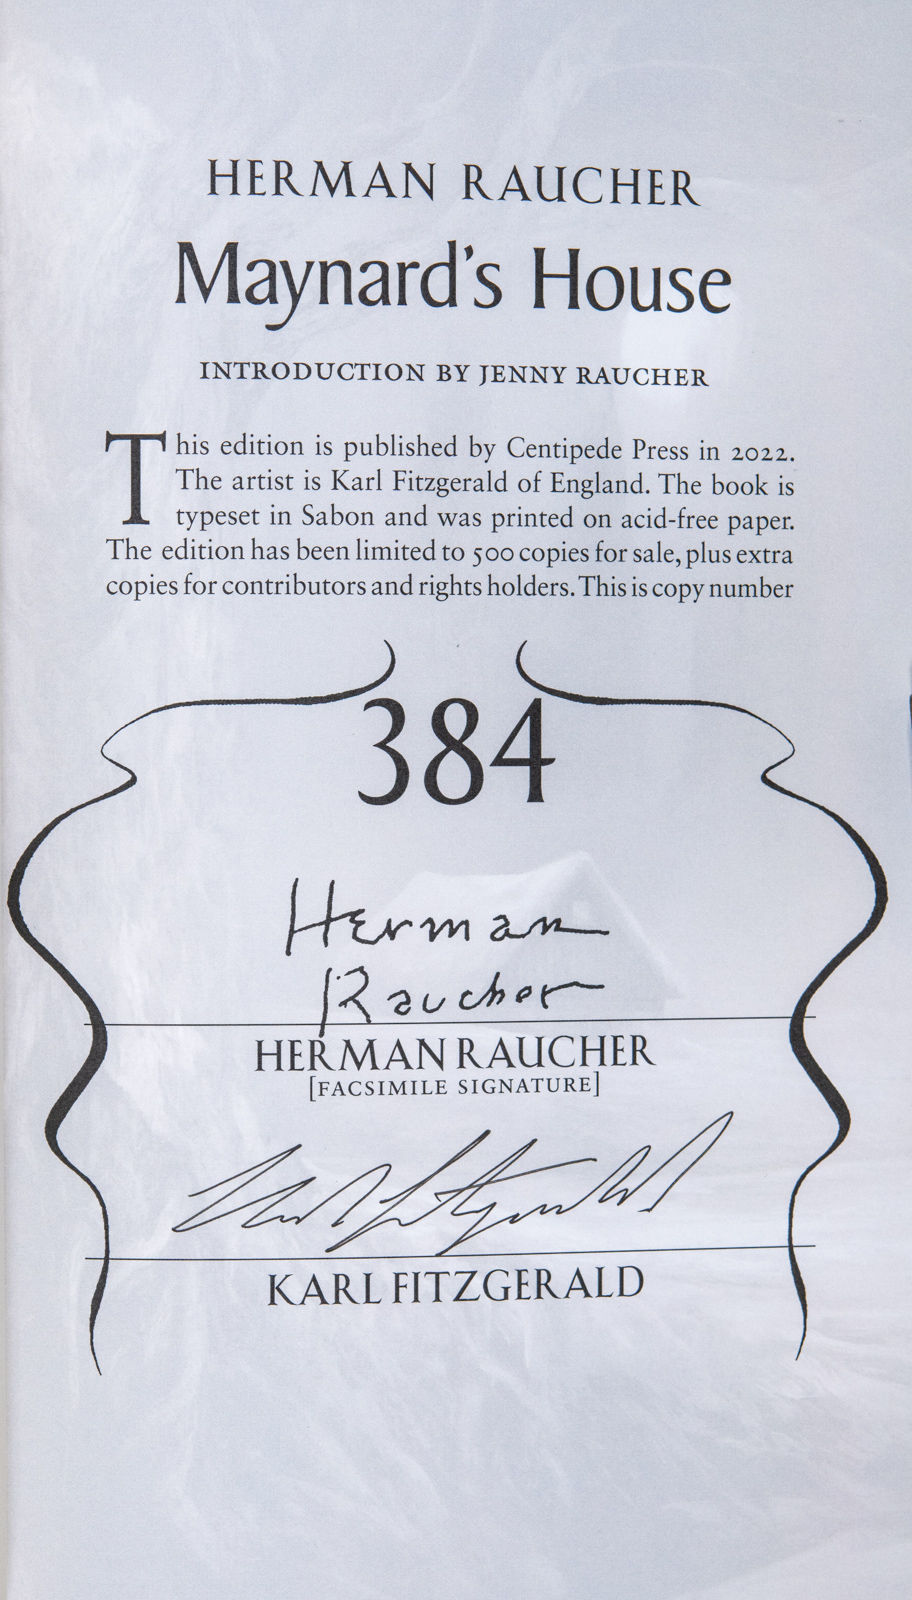 HERMAN RAUCHER
Maynard's House
INTRODUCTION BY JENNY RAUCHER
This edition is published by Centipede Press in 2022.
The artist is Karl Fitzgerald of England. The book is
typeset in Sabon and was printed on acid-free paper.
The edition has been limited to 500 copies for sale, plus extra
copies for contributors and rights holders. This is copy number
384
Herman
Raucher
HERMAN RAUCHER
[FACSIMILE SIGNATURE]
Karl Fitzgerald
KARL FITZGERALD